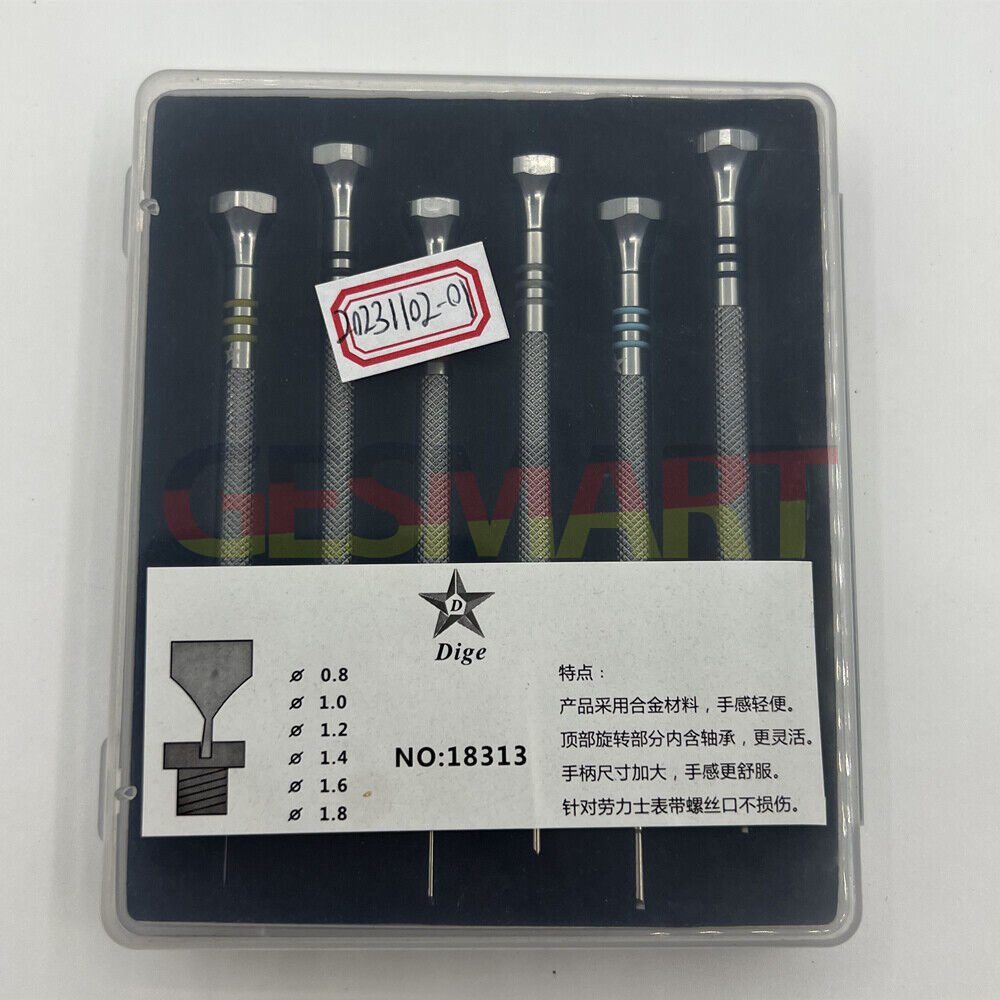 20231102-01
GESMART
D
Dige
⌀ 0.8
⌀ 1.0
⌀ 1.2
⌀ 1.4
⌀ 1.6
⌀ 1.8
NO:18313
特点：
产品采用合金材料，手感轻便。
顶部旋转部分内含轴承，更灵活。
手柄尺寸加大，手感更舒服。
针对劳力士表带螺丝口不损伤。